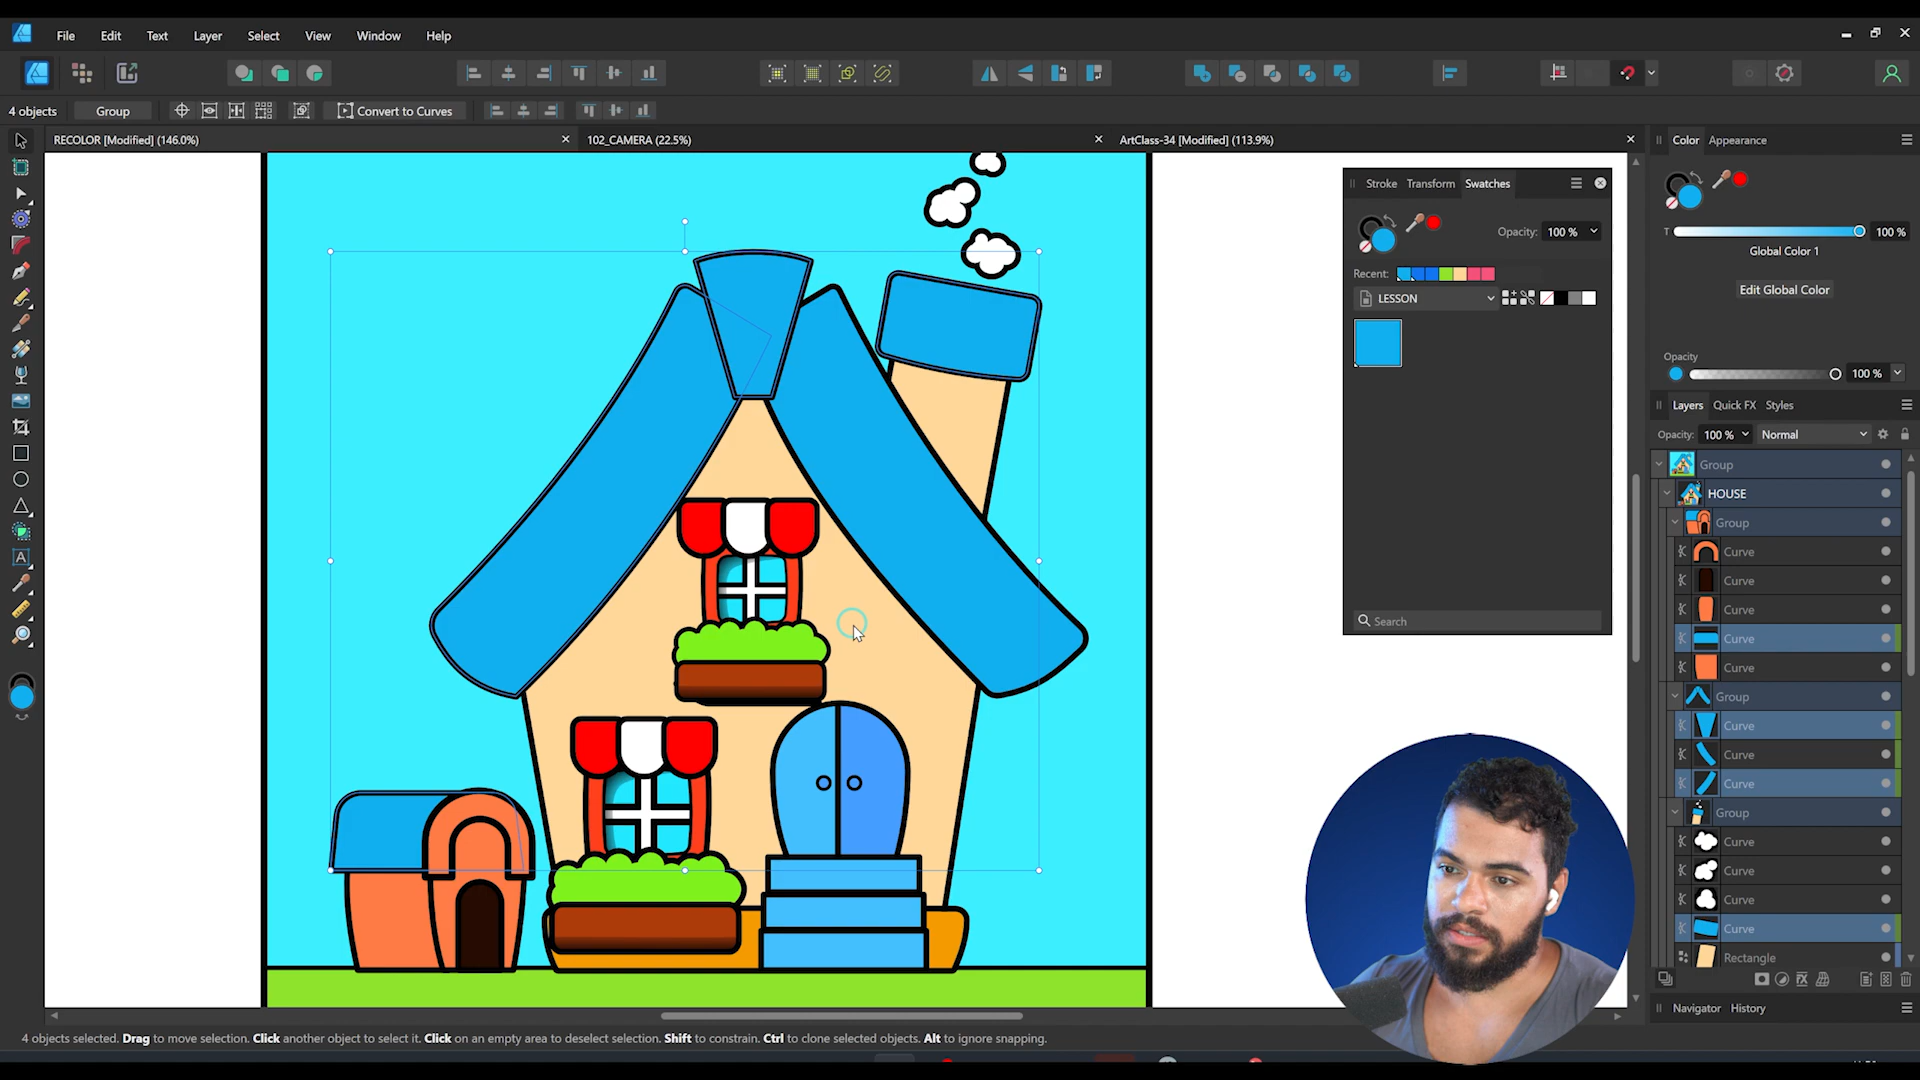 File Edit Text Layer Select View Window Help
4 objects Group Convert to Curves
RECOLOR [Modified] (146.0%) 102_CAMERA (22.5%) ArtClass-34 [Modified] (113.9%)
Stroke Transform Swatches
Opacity: 100 %
Recent:
LESSON
Search
Color Appearance
T 100 %
Global Color 1
Edit Global Color
Opacity
100 %
Layers Quick FX Styles
Opacity: 100 % Normal
Group
HOUSE
Group
Curve
Curve
Curve
Curve
Curve
Group
Curve
Curve
Curve
Group
Curve
Curve
Curve
Curve
Rectangle
Navigator History
4 objects selected. Drag to move selection. Click another object to select it. Click on an empty area to deselect selection. Shift to constrain. Ctrl to clone selected objects. Alt to ignore snapping.